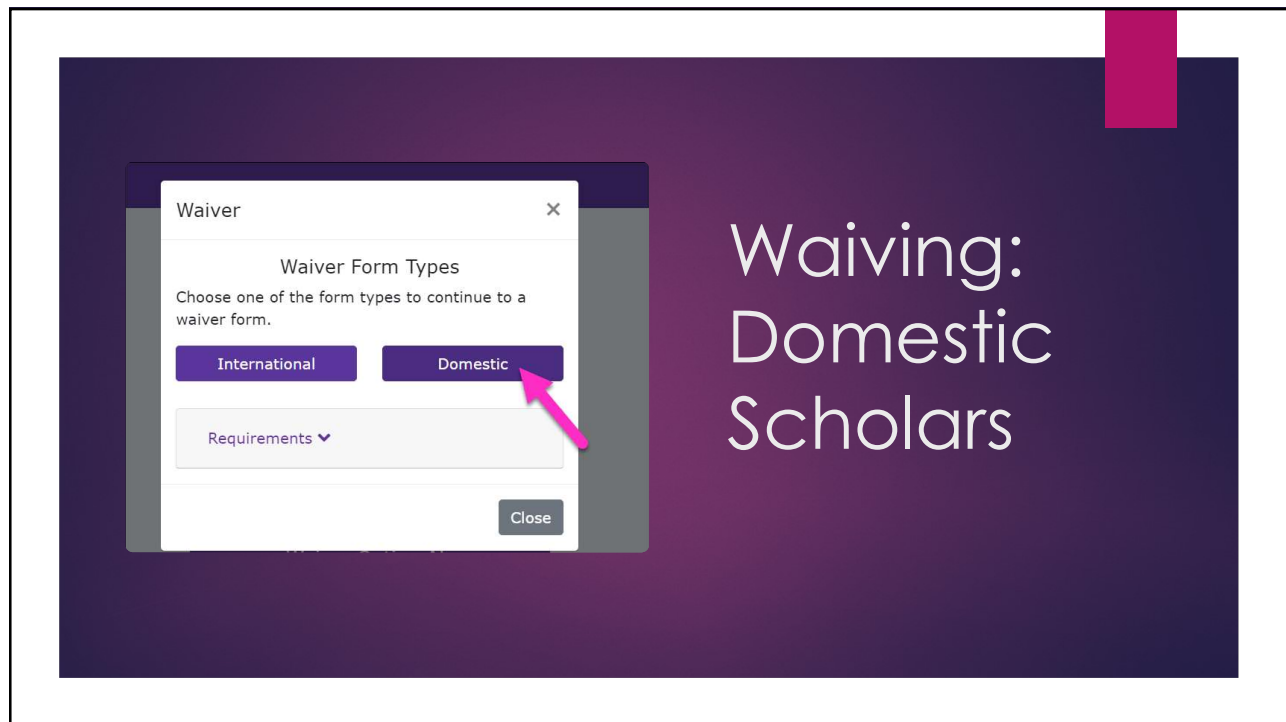 Waiver ×
Waiver Form Types
Choose one of the form types to continue to a
waiver form.
International Domestic
Requirements
Close
Waiving:
Domestic
Scholars